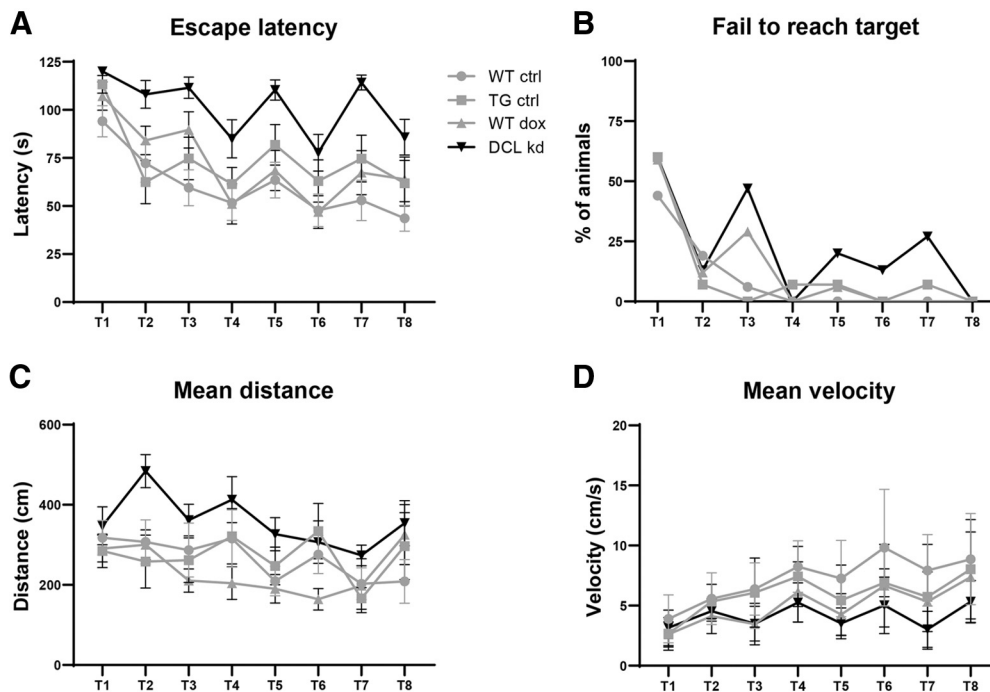 A
Escape latency
Latency (s)
125
100
75
50
25
0
T1 T2 T3 T4 T5 T6 T7 T8
WT ctrl
TG ctrl
WT dox
DCL kd
B
Fail to reach target
% of animals
100
75
50
25
0
T1 T2 T3 T4 T5 T6 T7 T8
C
Mean distance
Distance (cm)
600
400
200
0
T1 T2 T3 T4 T5 T6 T7 T8
D
Mean velocity
Velocity (cm/s)
20
15
10
5
0
T1 T2 T3 T4 T5 T6 T7 T8